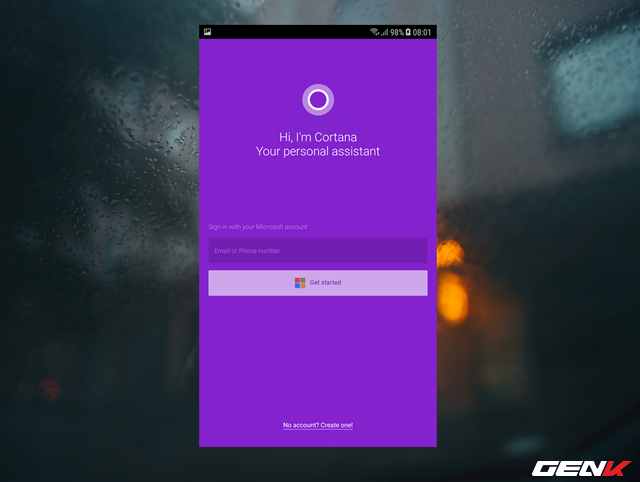 98% 08:01
Hi, I'm Cortana
Your personal assistant
Sign in with your Microsoft account
Email or Phone number
Get started
No account? Create one!
GENK